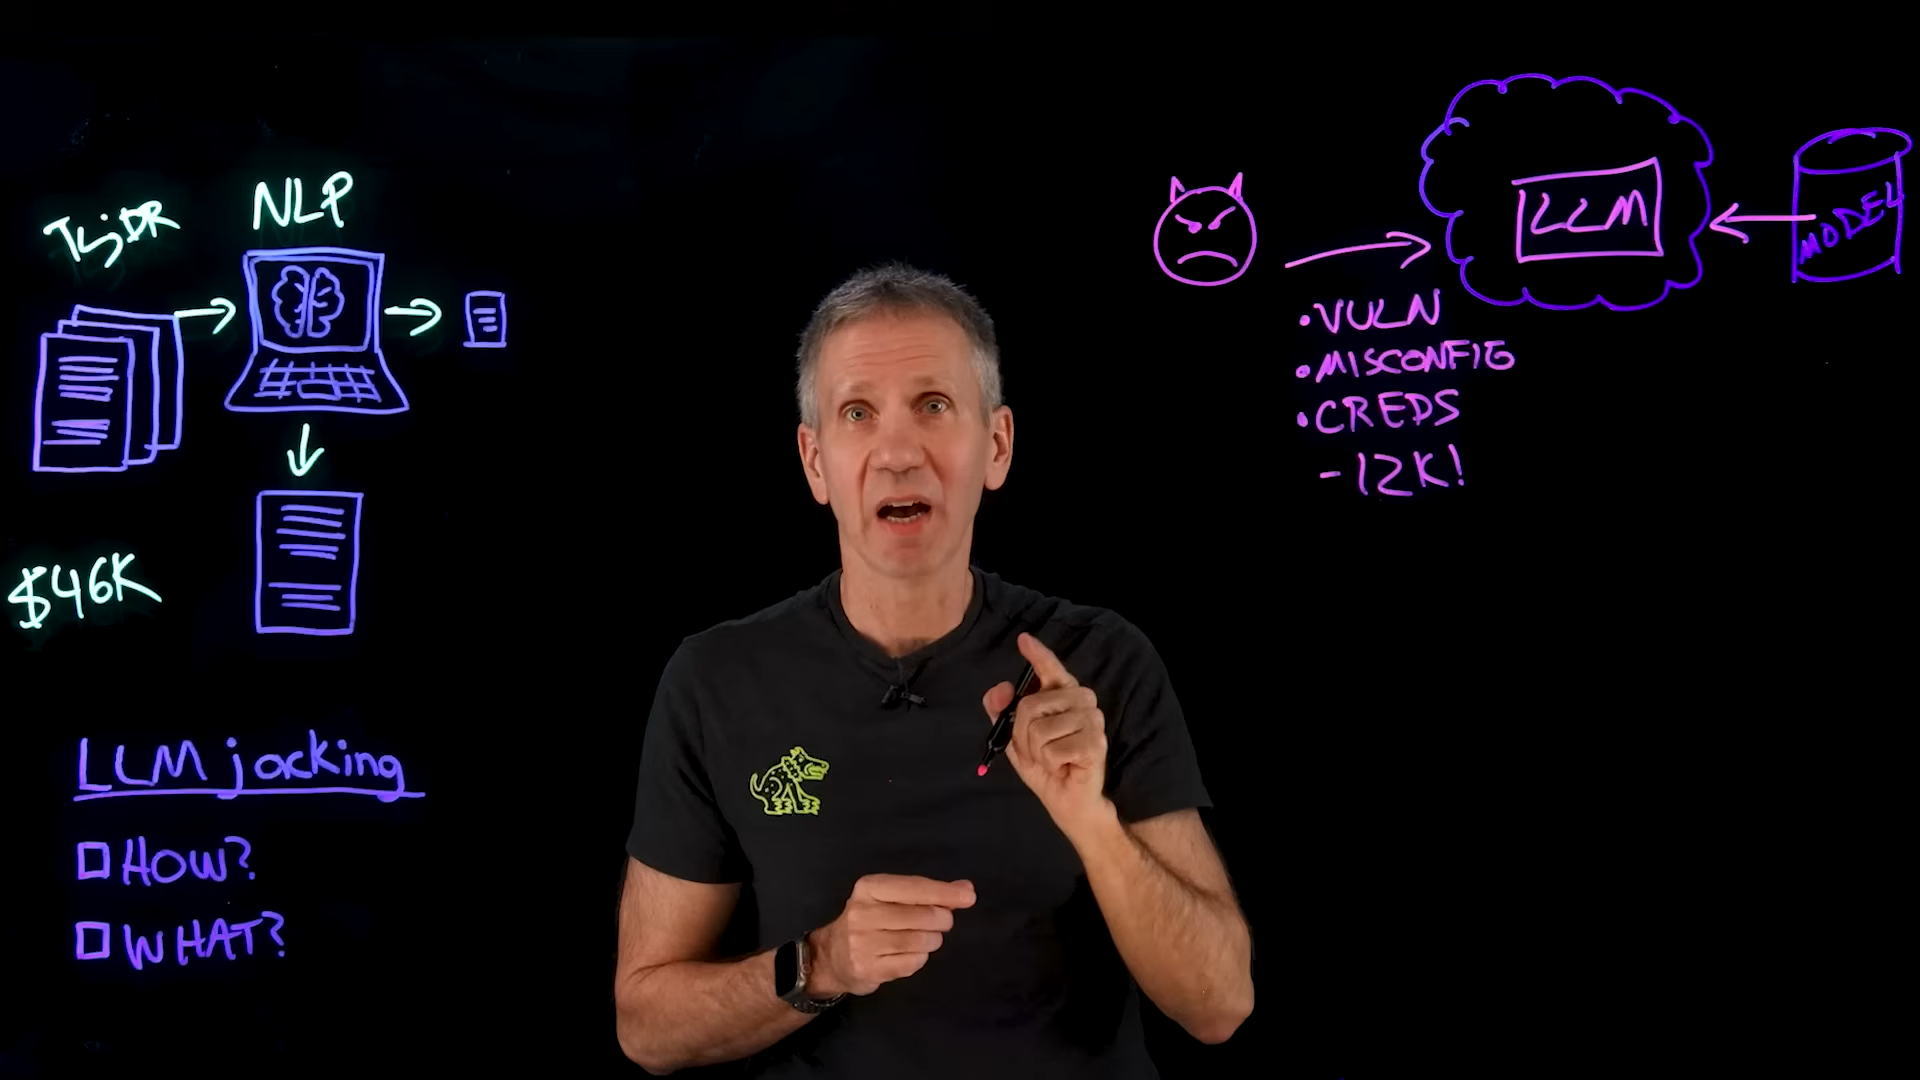 TL;DR
NLP
$46K
LLM jacking
HOW?
WHAT?
LLM
MODEL
• VULN
• MISCONFIG
• CREDS
- 12K!